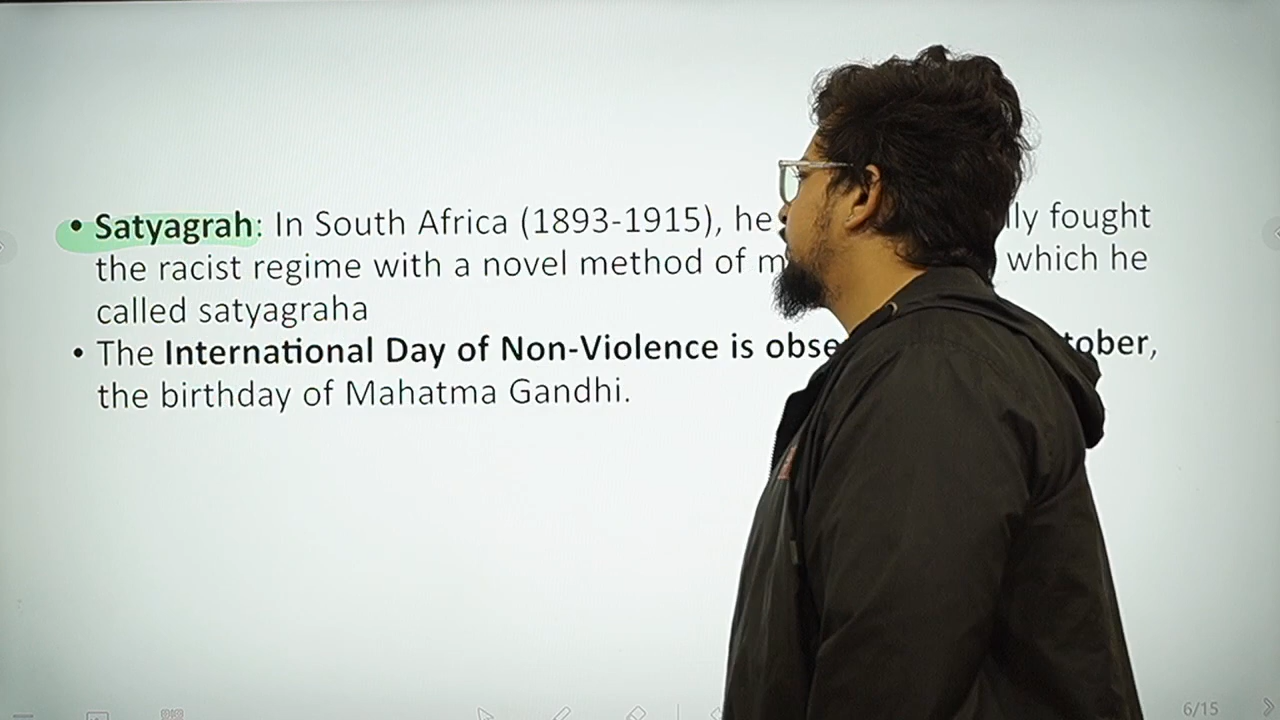 • Satyagrah: In South Africa (1893-1915), he lly fought
the racist regime with a novel method of m which he
called satyagraha
• The International Day of Non-Violence is obse tober,
the birthday of Mahatma Gandhi.
6/15